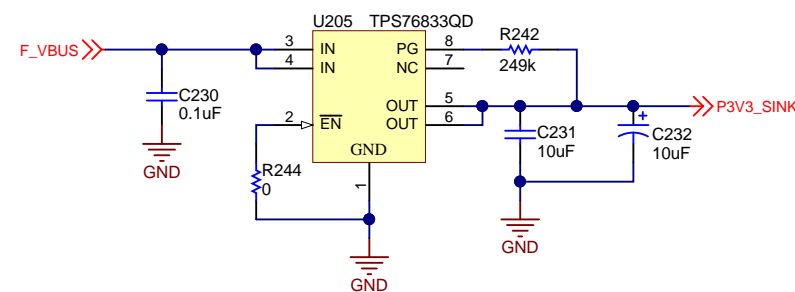 U205 TPS76833QD
F_VBUS
3 IN
4 IN
2 EN
GND
1
PG 8
NC 7
OUT 5
OUT 6
R242
249k
P3V3_SINK
C230
0.1uF
GND
R244
0
GND
C231
10uF
C232
10uF
GND